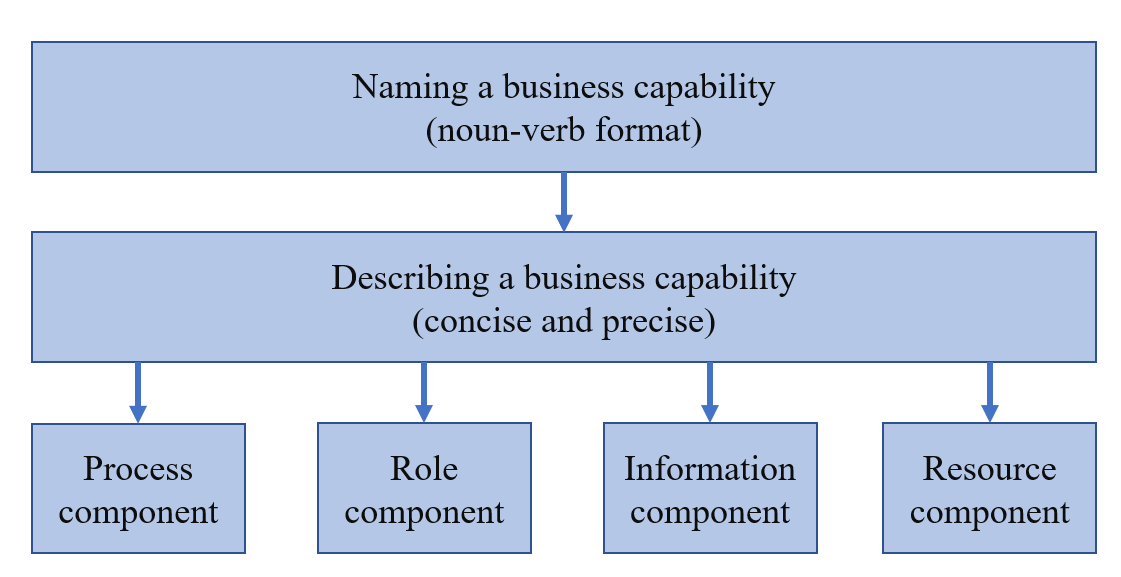 Naming a business capability
(noun-verb format)
Describing a business capability
(concise and precise)
Process
component
Role
component
Information
component
Resource
component